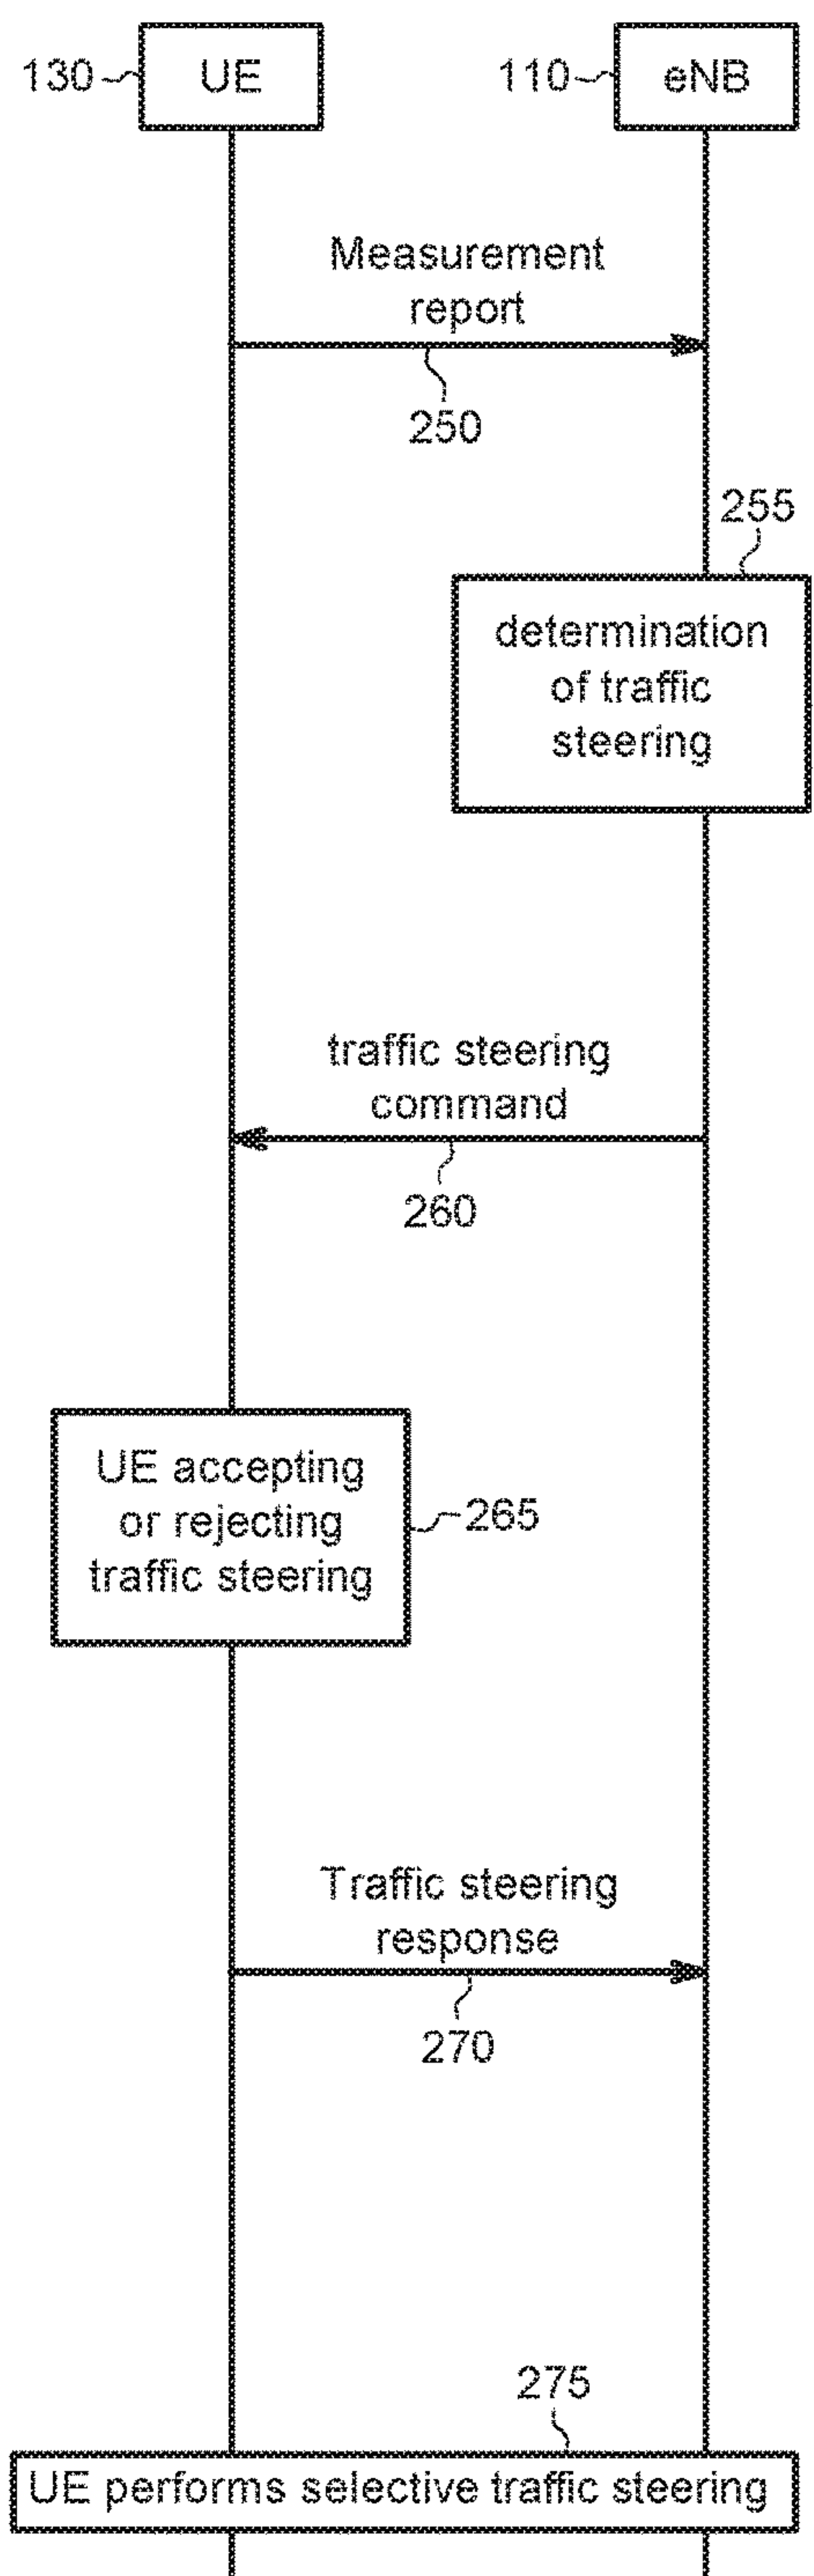 130
UE
110
eNB
Measurement
report
250
255
determination
of traffic
steering
traffic steering
command
260
UE accepting
or rejecting
traffic steering
265
Traffic steering
response
270
275
UE performs selective traffic steering